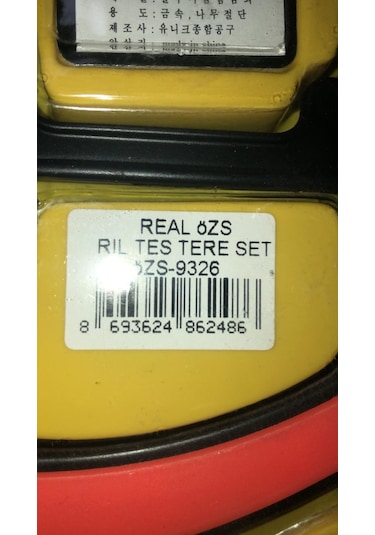 용 도 : 금속, 나무절단
제 조 사 : 유니크종합공구
made in china
REAL öZS
RIL TES TERE SET
öZS-9326
8 693624 862486